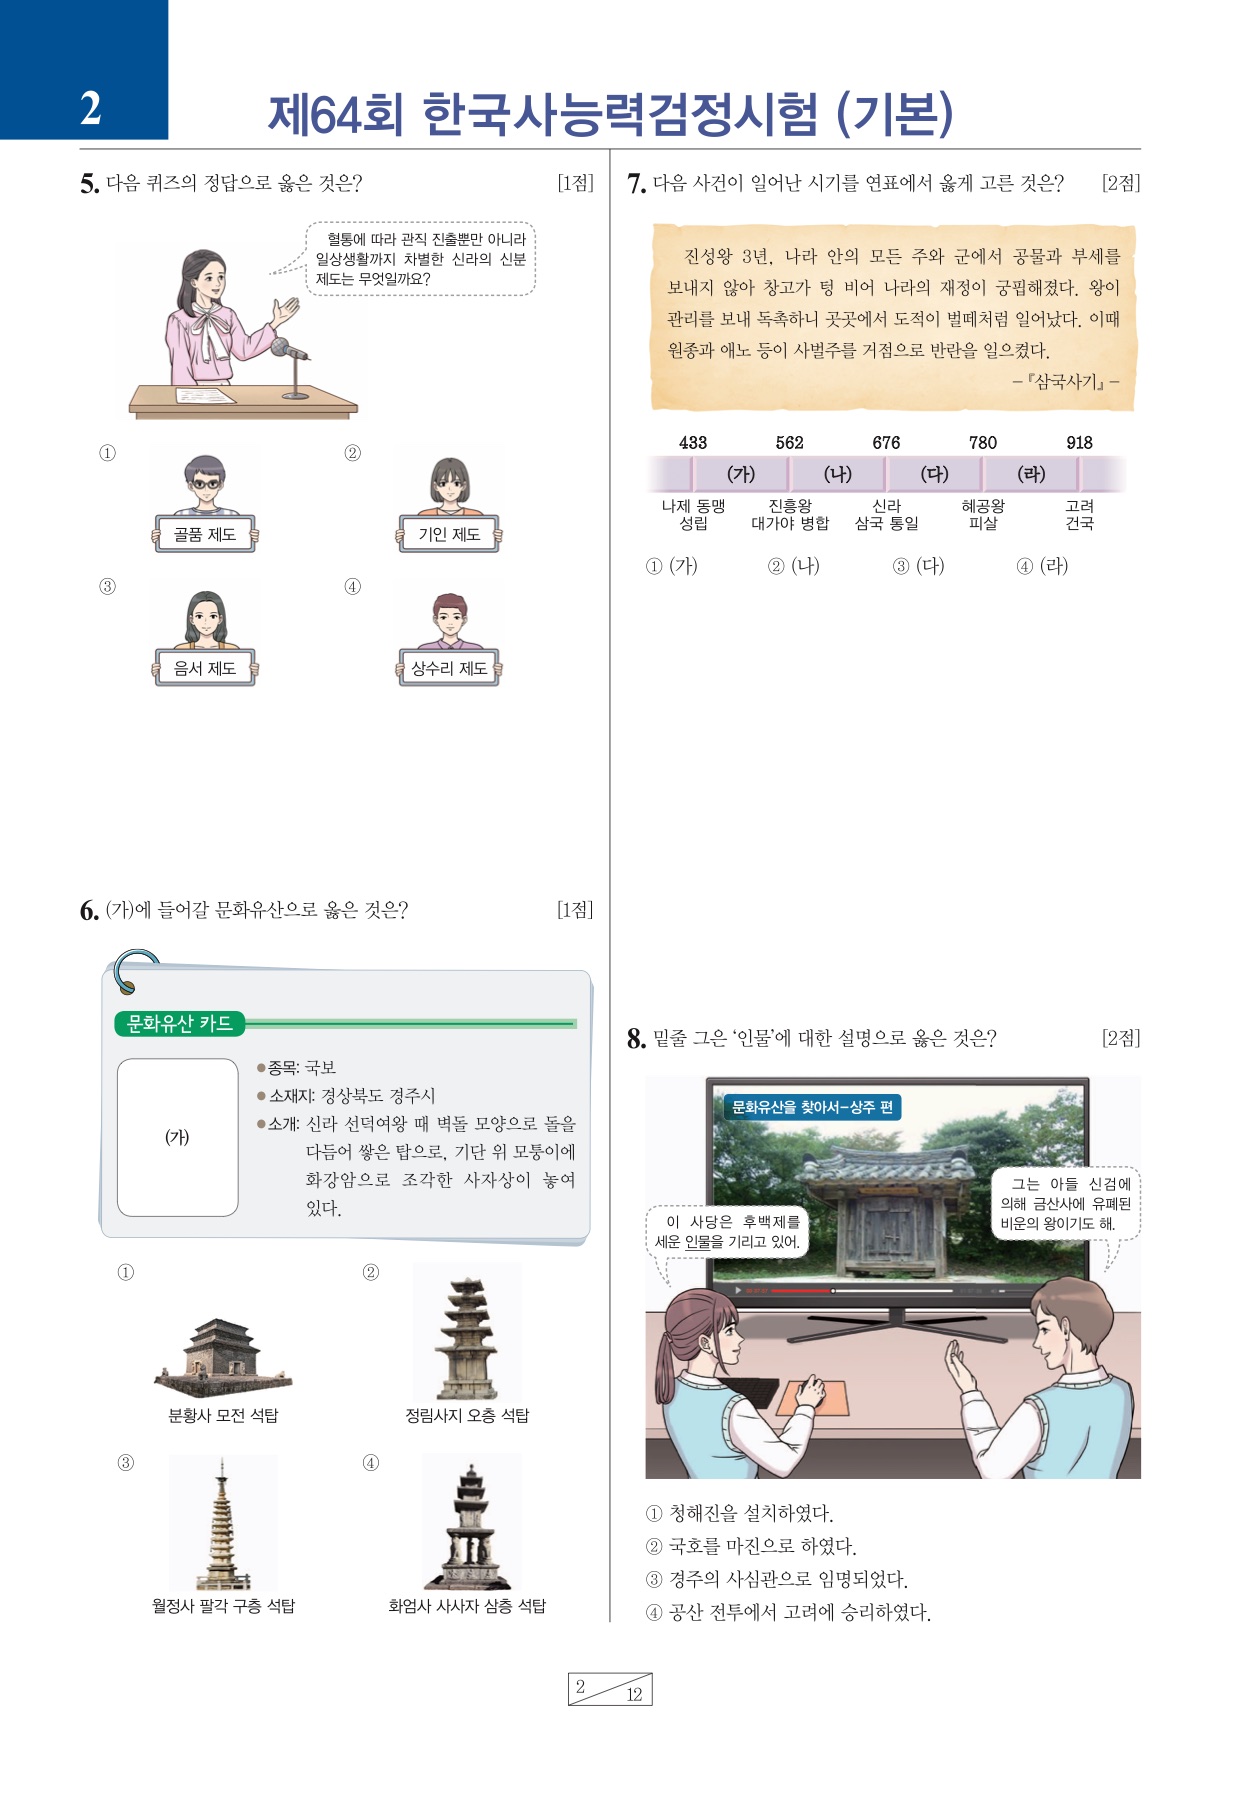 2
제64회 한국사능력검정시험 (기본)
5. 다음 퀴즈의 정답으로 옳은 것은? [1점]
혈통에 따라 관직 진출뿐만 아니라
일상생활까지 차별한 신라의 신분
제도는 무엇일까요?
① 골품 제도
② 기인 제도
③ 음서 제도
④ 상수리 제도
6. (가)에 들어갈 문화유산으로 옳은 것은? [1점]
문화유산 카드
(가)
●종목: 국보
●소재지: 경상북도 경주시
●소개: 신라 선덕여왕 때 벽돌 모양으로 돌을
다듬어 쌓은 탑으로, 기단 위 모퉁이에
화강암으로 조각한 사자상이 놓여
있다.
① 분황사 모전 석탑
② 정림사지 오층 석탑
③ 월정사 팔각 구층 석탑
④ 화엄사 사사자 삼층 석탑
7. 다음 사건이 일어난 시기를 연표에서 옳게 고른 것은? [2점]
진성왕 3년, 나라 안의 모든 주와 군에서 공물과 부세를
보내지 않아 창고가 텅 비어 나라의 재정이 궁핍해졌다. 왕이
관리를 보내 독촉하니 곳곳에서 도적이 벌떼처럼 일어났다. 이때
원종과 애노 등이 사벌주를 거점으로 반란을 일으켰다.
- 『삼국사기』 -
433 562 676 780 918
(가) (나) (다) (라)
나제 동맹 진흥왕 신라 혜공왕 고려
성립 대가야 병합 삼국 통일 피살 건국
① (가) ② (나) ③ (다) ④ (라)
8. 밑줄 그은 ‘인물’에 대한 설명으로 옳은 것은? [2점]
문화유산을 찾아서-상주 편
이 사당은 후백제를
세운 인물을 기리고 있어.
그는 아들 신검에
의해 금산사에 유폐된
비운의 왕이기도 해.
① 청해진을 설치하였다.
② 국호를 마진으로 하였다.
③ 경주의 사심관으로 임명되었다.
④ 공산 전투에서 고려에 승리하였다.
2 12